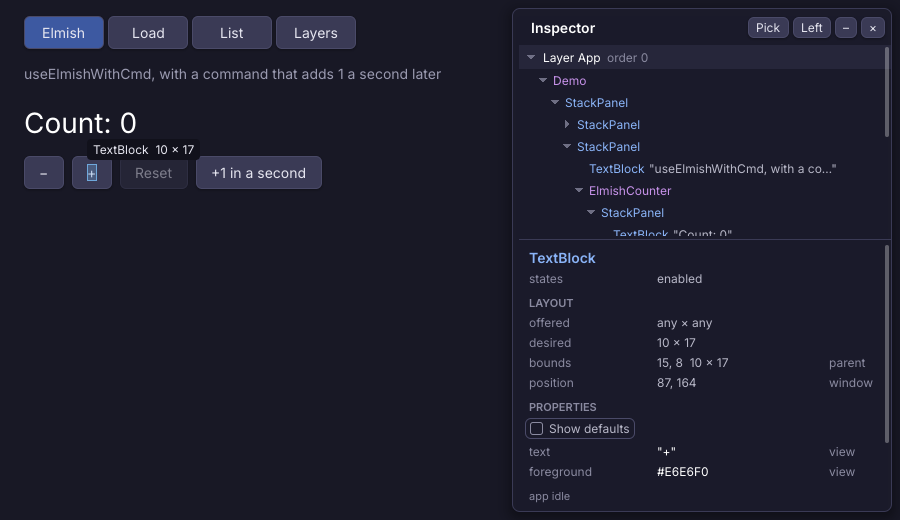 Elmish Load List Layers
useElmishWithCmd, with a command that adds 1 a second later
Count: 0
TextBlock 10 × 17
− + Reset +1 in a second
Inspector Pick Left − ×
Layer App order 0
Demo
StackPanel
StackPanel
StackPanel
TextBlock "useElmishWithCmd, with a co..."
ElmishCounter
StackPanel
TextBlock "Count: 0"
TextBlock
states enabled
LAYOUT
offered any × any
desired 10 × 17
bounds 15, 8 10 × 17 parent
position 87, 164 window
PROPERTIES
Show defaults
text "+" view
foreground #E6E6F0 view
app idle